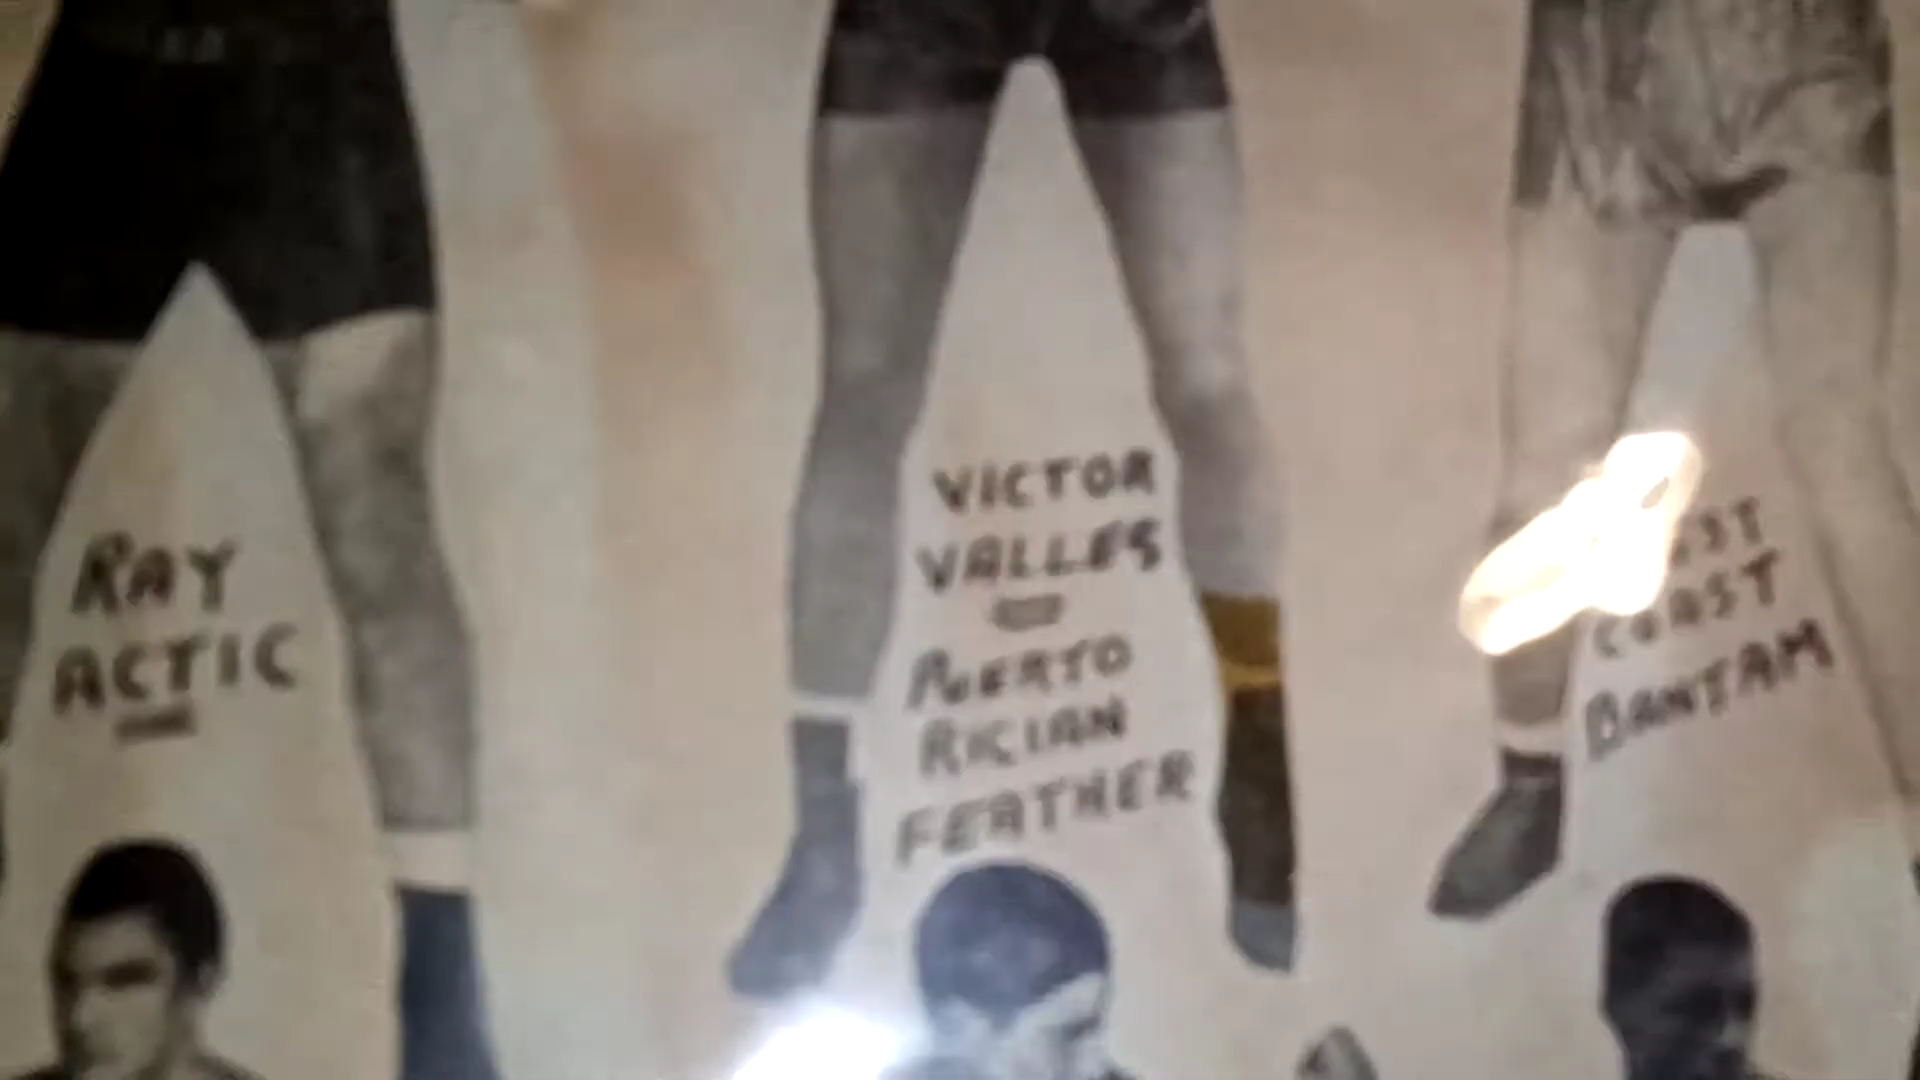 RAY
ACTIC
VICTOR
VALLES
PUERTO
RICIAN
FEATHER
COAST
BANTAM